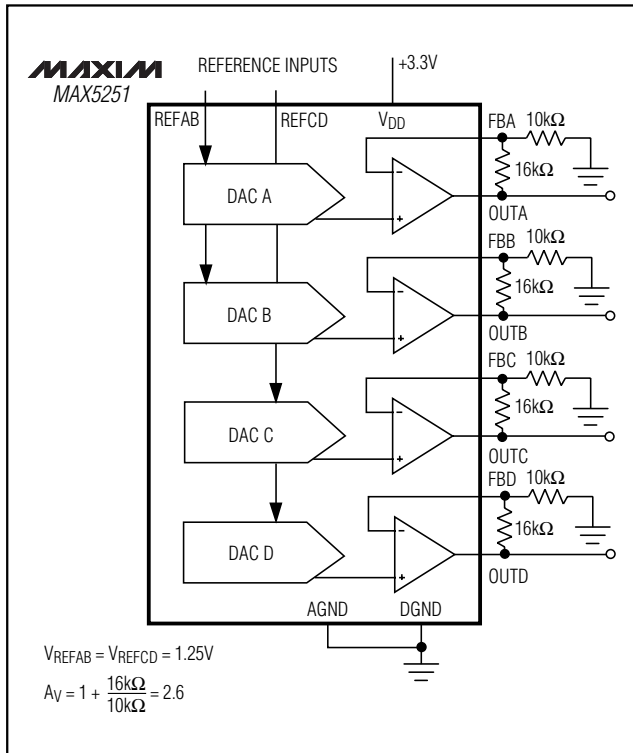 MAXIM
MAX5251
REFERENCE INPUTS
+3.3V
REFAB
REFCD
VDD
FBA
10kΩ
16kΩ
DAC A
−
+
OUTA
FBB
10kΩ
16kΩ
DAC B
−
+
OUTB
FBC
10kΩ
16kΩ
DAC C
−
+
OUTC
FBD
10kΩ
16kΩ
DAC D
−
+
OUTD
AGND
DGND
VREFAB = VREFCD = 1.25V
AV = 1 + 16kΩ/10kΩ = 2.6